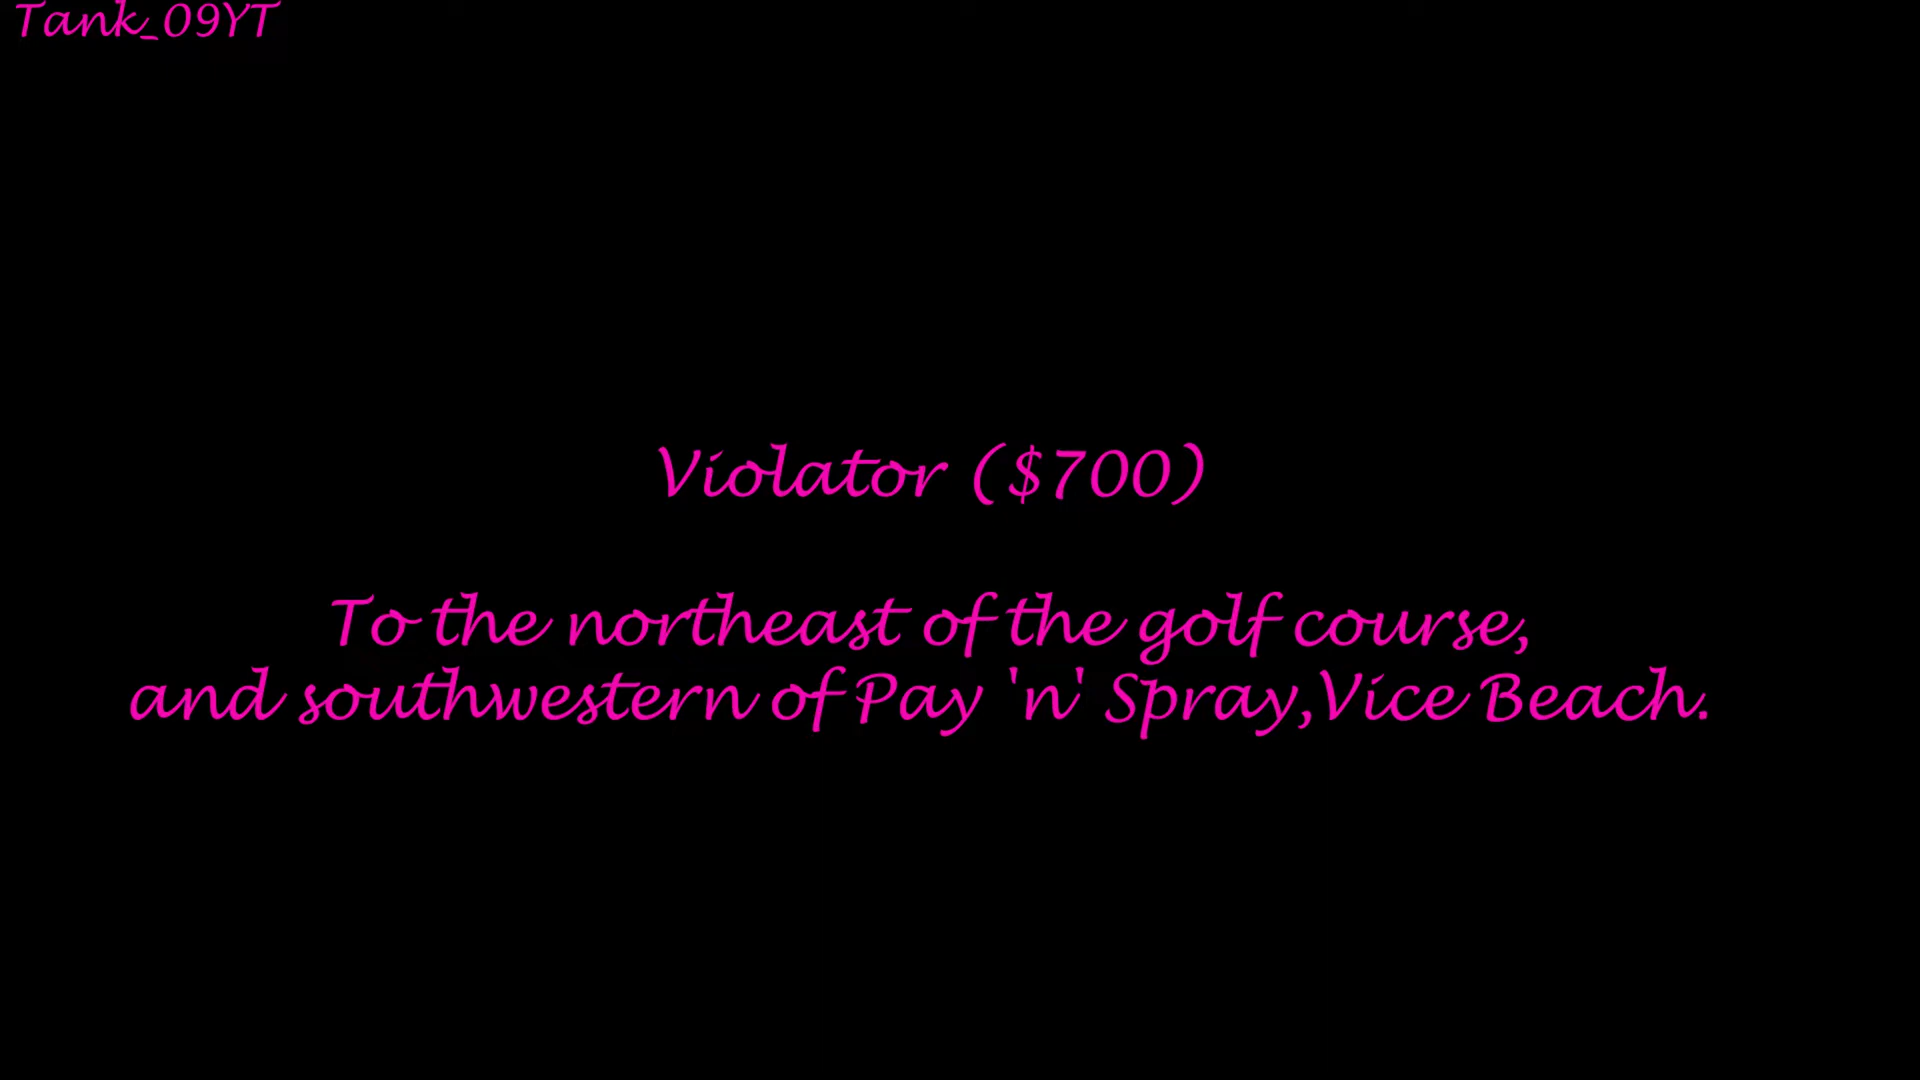 Tank_09YT
Violator ($700)
To the northeast of the golf course,
and southwestern of Pay 'n' Spray,Vice Beach.